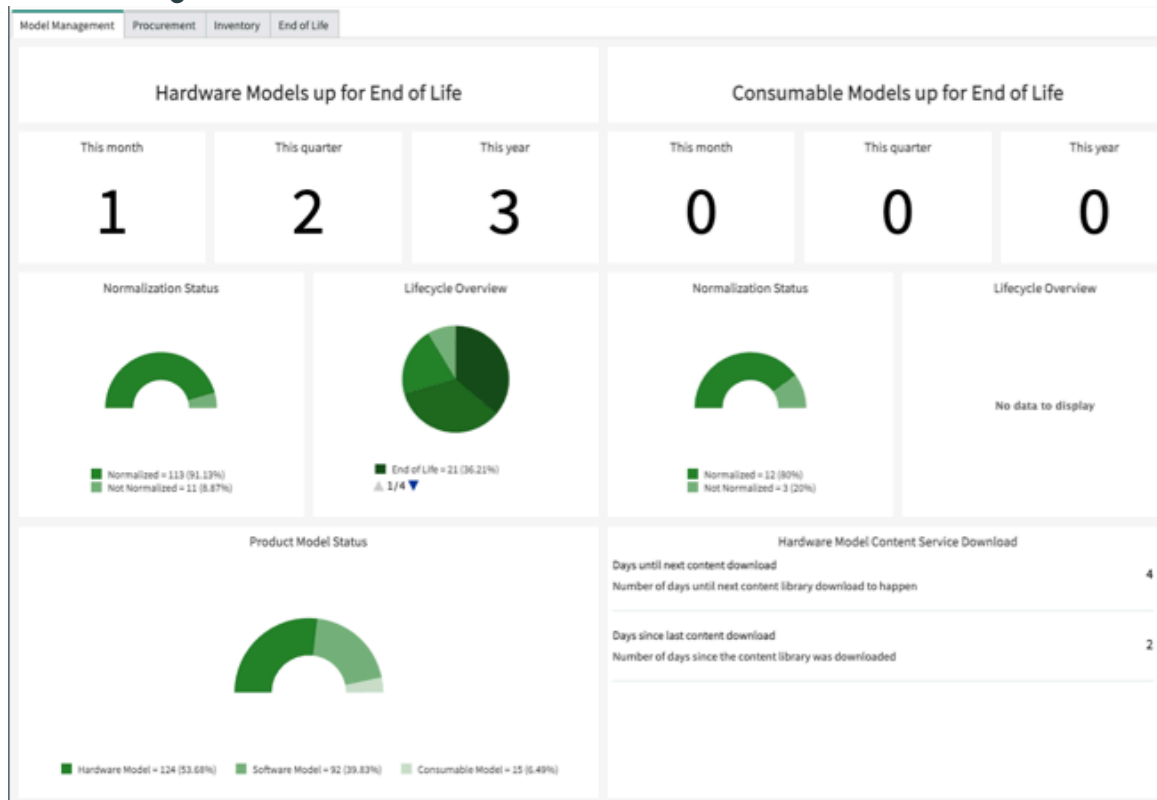 Model Management Procurement Inventory End of Life
Hardware Models up for End of Life
Consumable Models up for End of Life
This month
1
This quarter
2
This year
3
This month
0
This quarter
0
This year
0
Normalization Status
Normalized = 113 (91.13%)
Not Normalized = 11 (8.87%)
Lifecycle Overview
End of Life = 21 (36.21%)
1/4
Normalization Status
Normalized = 12 (80%)
Not Normalized = 3 (20%)
Lifecycle Overview
No data to display
Product Model Status
Hardware Model = 124 (53.68%) Software Model = 92 (39.83%) Consumable Model = 15 (6.49%)
Hardware Model Content Service Download
Days until next content download
4
Number of days until next content library download to happen
Days since last content download
2
Number of days since the content library was downloaded